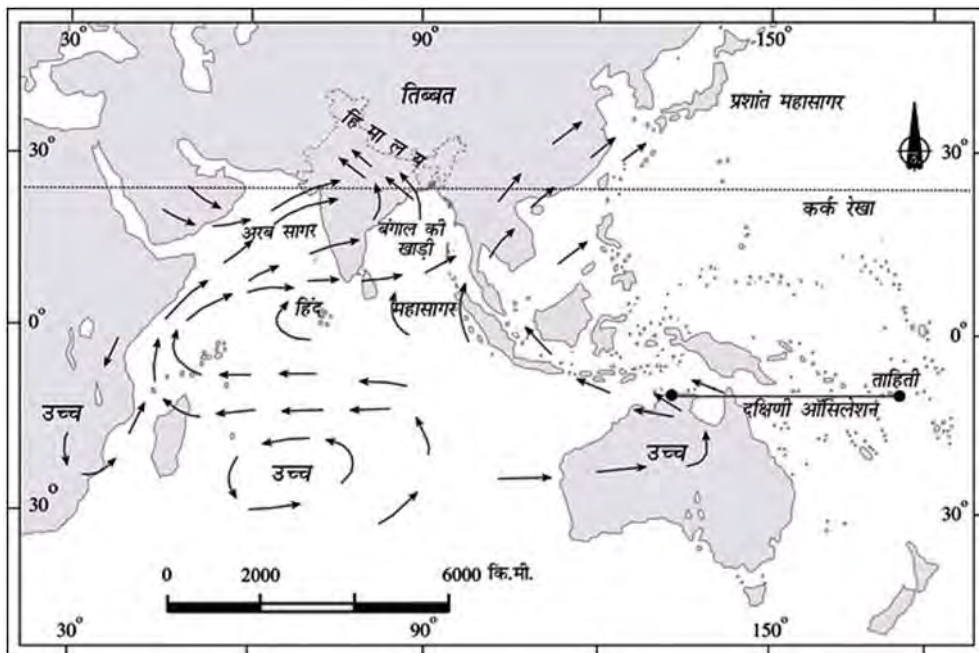 30° 90° 150°
तिब्बत
प्रशांत महासागर
हिमालय
30° 30°
कर्क रेखा
अरब सागर
बंगाल की
खाड़ी
हिंद महासागर
0° 0°
ताहिती
उच्च
दक्षिणी ऑसिलेशन
उच्च
उच्च
30° 30°
0 2000 6000 कि.मी.
30° 90° 150°